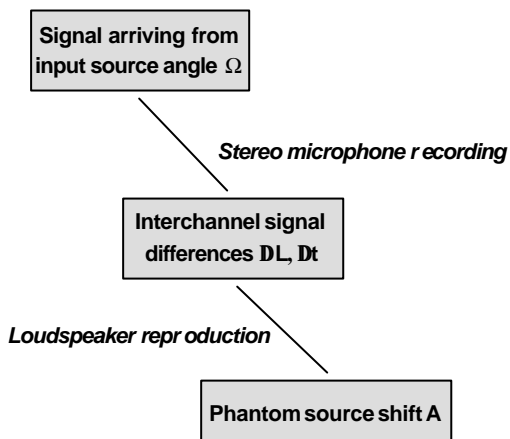 Signal arriving from
input source angle Ω
Stereo microphone r ecording
Interchannel signal
differences DL, Dt
Loudspeaker repr oduction
Phantom source shift A